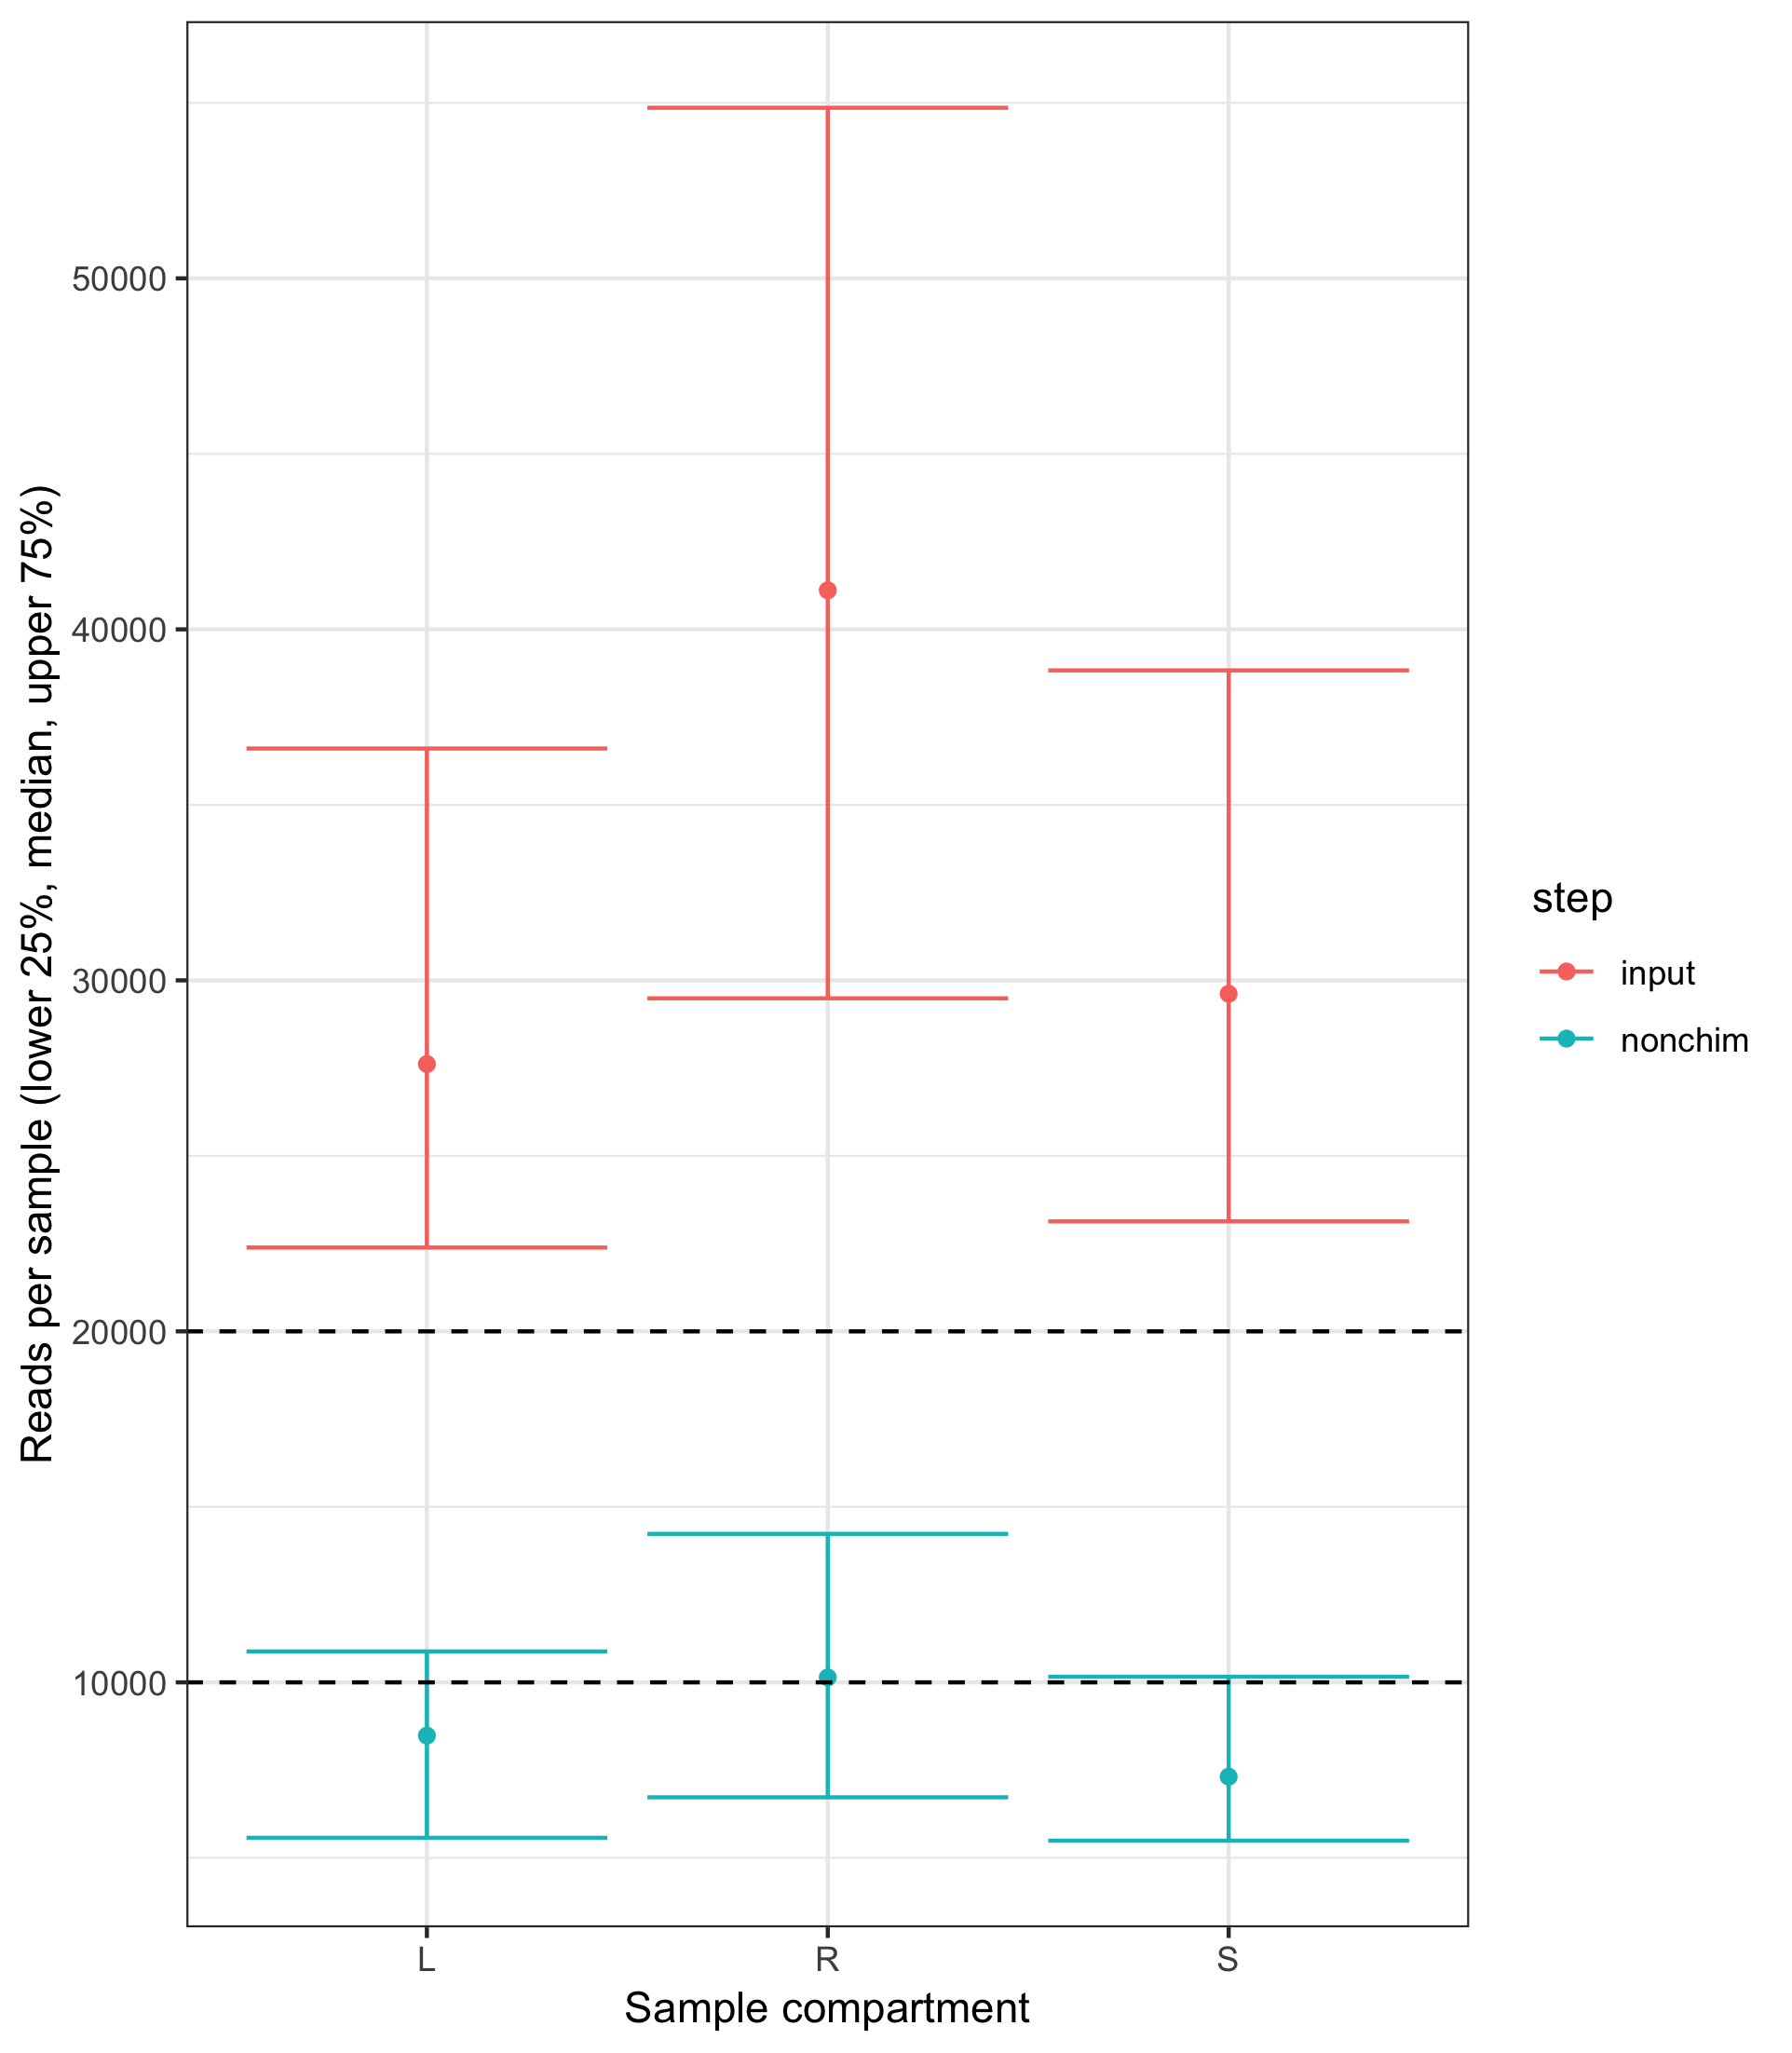 Reads per sample (lower 25%, median, upper 75%)
50000
40000
30000
20000
10000
L R S
Sample compartment
step
input
nonchim